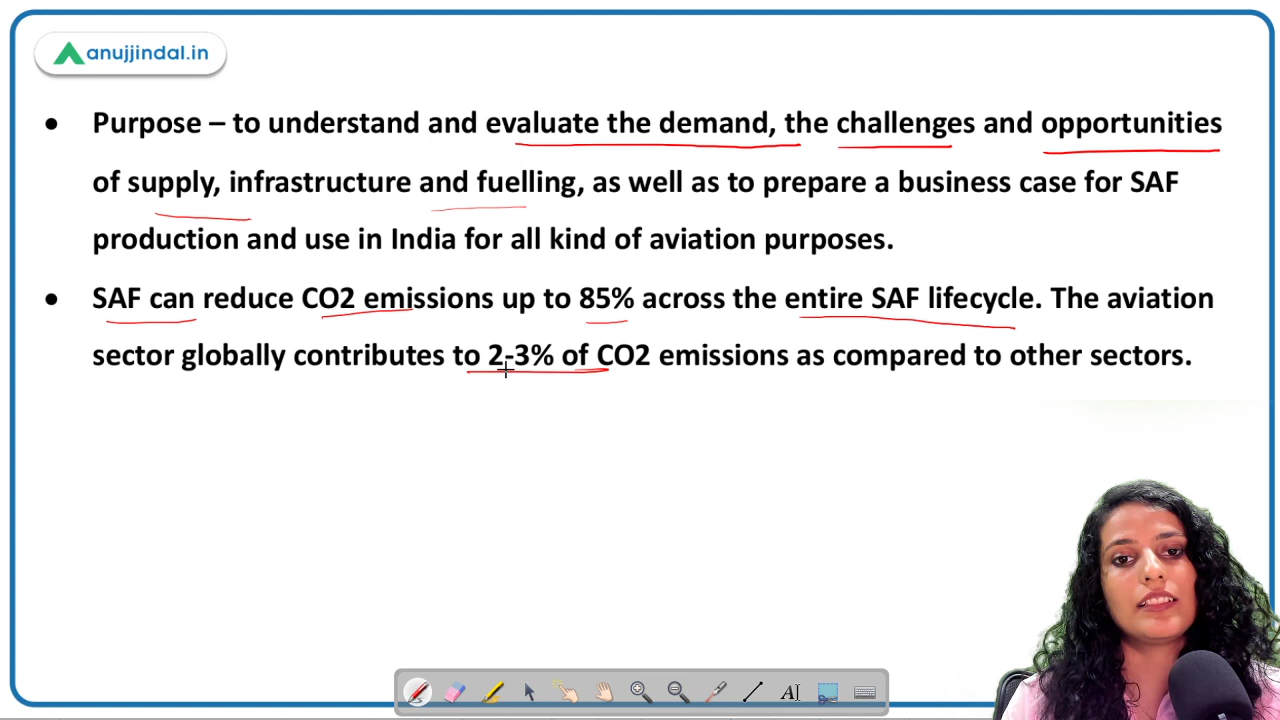 anujjindal.in
• Purpose – to understand and evaluate the demand, the challenges and opportunities
of supply, infrastructure and fuelling, as well as to prepare a business case for SAF
production and use in India for all kind of aviation purposes.
• SAF can reduce CO2 emissions up to 85% across the entire SAF lifecycle. The aviation
sector globally contributes to 2-3% of CO2 emissions as compared to other sectors.
AI